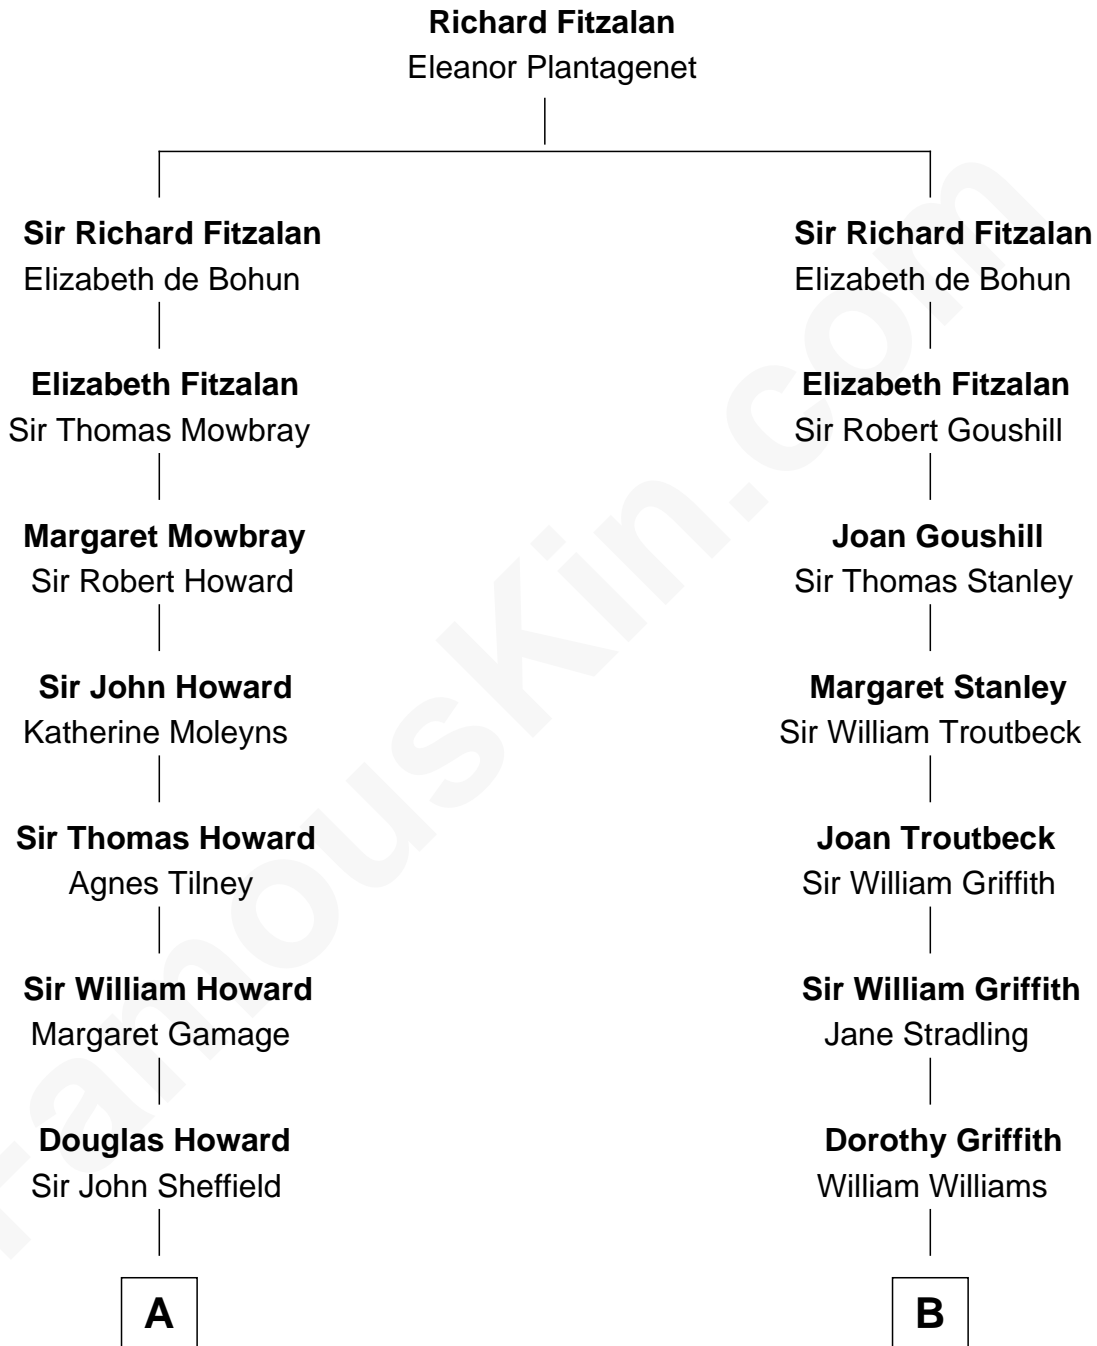 Richard Fitzalan
Eleanor Plantagenet
Sir Richard Fitzalan
Elizabeth de Bohun
Elizabeth Fitzalan
Sir Thomas Mowbray
Margaret Mowbray
Sir Robert Howard
Sir John Howard
Katherine Moleyns
Sir Thomas Howard
Agnes Tilney
Sir William Howard
Margaret Gamage
Douglas Howard
Sir John Sheffield
A
Sir Richard Fitzalan
Elizabeth de Bohun
Elizabeth Fitzalan
Sir Robert Goushill
Joan Goushill
Sir Thomas Stanley
Margaret Stanley
Sir William Troutbeck
Joan Troutbeck
Sir William Griffith
Sir William Griffith
Jane Stradling
Dorothy Griffith
William Williams
B
FamousKin.com